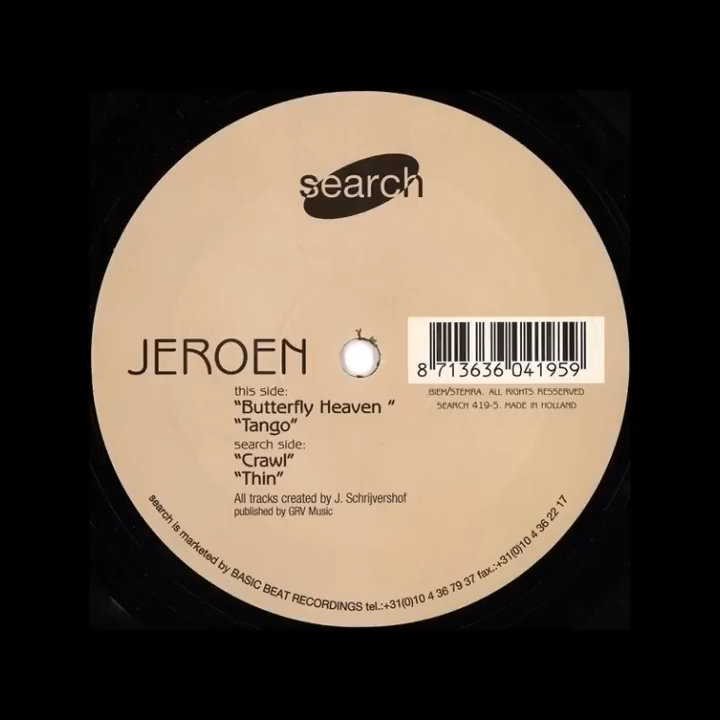 search
JEROEN
8 713636 041959
BIEM/STEMRA. ALL RIGHTS RESSERVED
SEARCH 419-5. MADE IN HOLLAND
this side:
"Butterfly Heaven "
"Tango"
search side:
"Crawl"
"Thin"
All tracks created by J. Schrijvershof
published by GRV Music
search is marketed by BASIC BEAT RECORDINGS tel.:+31(0)10 4 36 79 37 fax.:+31(0)10 4 36 22 17